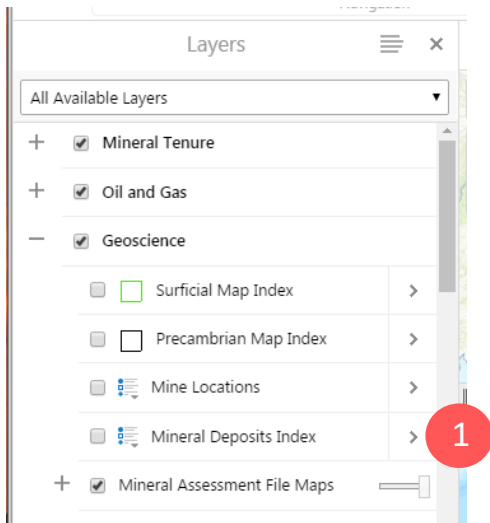 Navigation
Layers
All Available Layers
Mineral Tenure
Oil and Gas
Geoscience
Surficial Map Index
Precambrian Map Index
Mine Locations
Mineral Deposits Index
1
Mineral Assessment File Maps